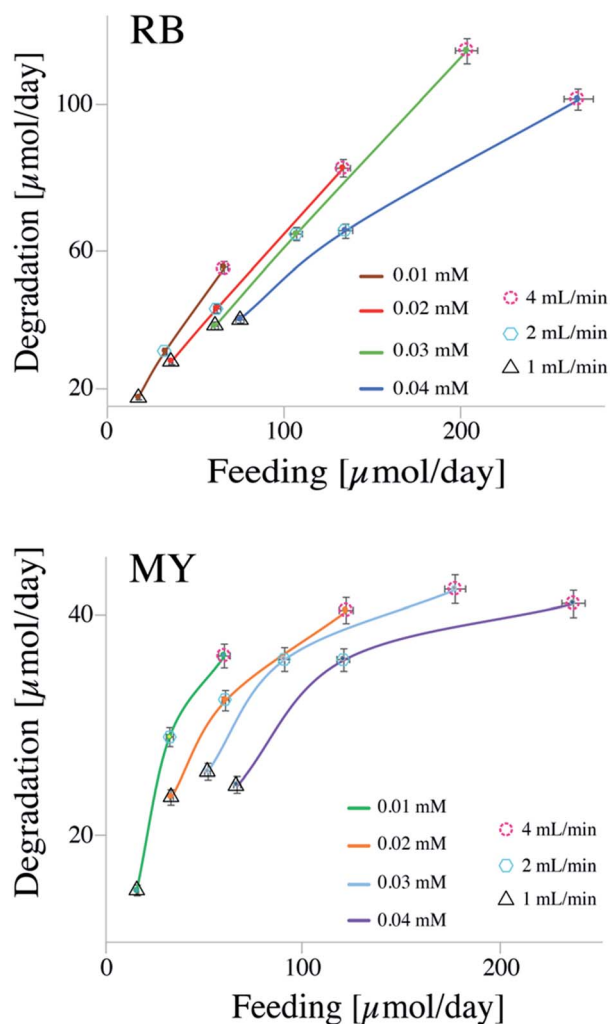 RB
Degradation [μmol/day]
100
60
20
0.01 mM
0.02 mM
0.03 mM
0.04 mM
4 mL/min
2 mL/min
1 mL/min
0 100 200
Feeding [μmol/day]
MY
Degradation [μmol/day]
40
20
0.01 mM
0.02 mM
0.03 mM
0.04 mM
4 mL/min
2 mL/min
1 mL/min
0 100 200
Feeding [μmol/day]